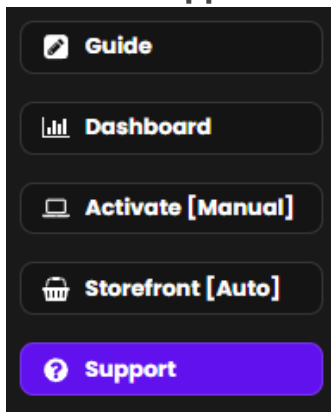 Guide
Dashboard
Activate [Manual]
Storefront [Auto]
Support